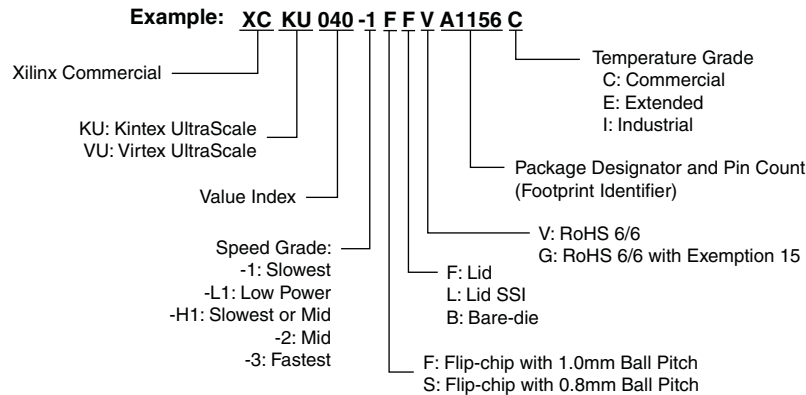 Example: XC KU 040 -1 F F V A1156 C
Xilinx Commercial
KU: Kintex UltraScale
VU: Virtex UltraScale
Value Index
Speed Grade:
-1: Slowest
-L1: Low Power
-H1: Slowest or Mid
-2: Mid
-3: Fastest
Temperature Grade
C: Commercial
E: Extended
I: Industrial
Package Designator and Pin Count
(Footprint Identifier)
V: RoHS 6/6
G: RoHS 6/6 with Exemption 15
F: Lid
L: Lid SSI
B: Bare-die
F: Flip-chip with 1.0mm Ball Pitch
S: Flip-chip with 0.8mm Ball Pitch